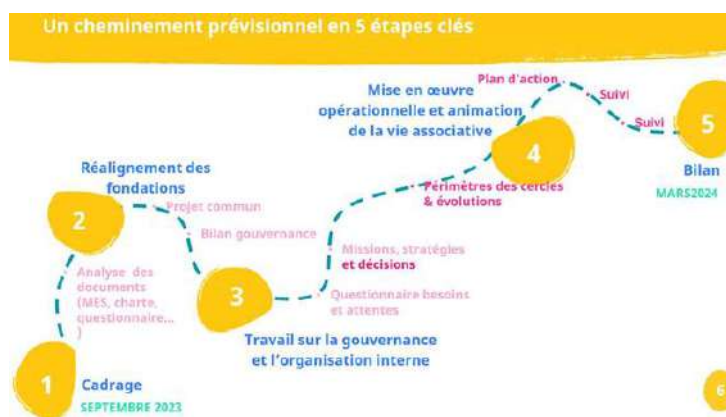 Un cheminement prévisionnel en 5 étapes clés
Plan d'action
Suivi
Suivi
5
Bilan
MARS2024
Mise en œuvre
opérationnelle et animation
de la vie associative
4
Réalignement des
fondations
2
Projet commun
Bilan gouvernance
Périmètres des cercles
& évolutions
Missions, stratégies
et décisions
Questionnaire besoins
et attentes
Analyse des
documents
(MES, charte,
questionnaire...
)
3
Travail sur la gouvernance
et l'organisation interne
1
Cadrage
SEPTEMBRE 2023
6